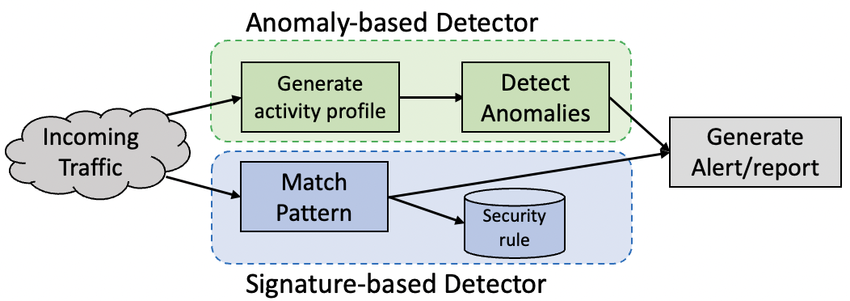 Anomaly-based Detector
Generate
activity profile
Detect
Anomalies
Incoming
Traffic
Generate
Alert/report
Match
Pattern
Security
rule
Signature-based Detector